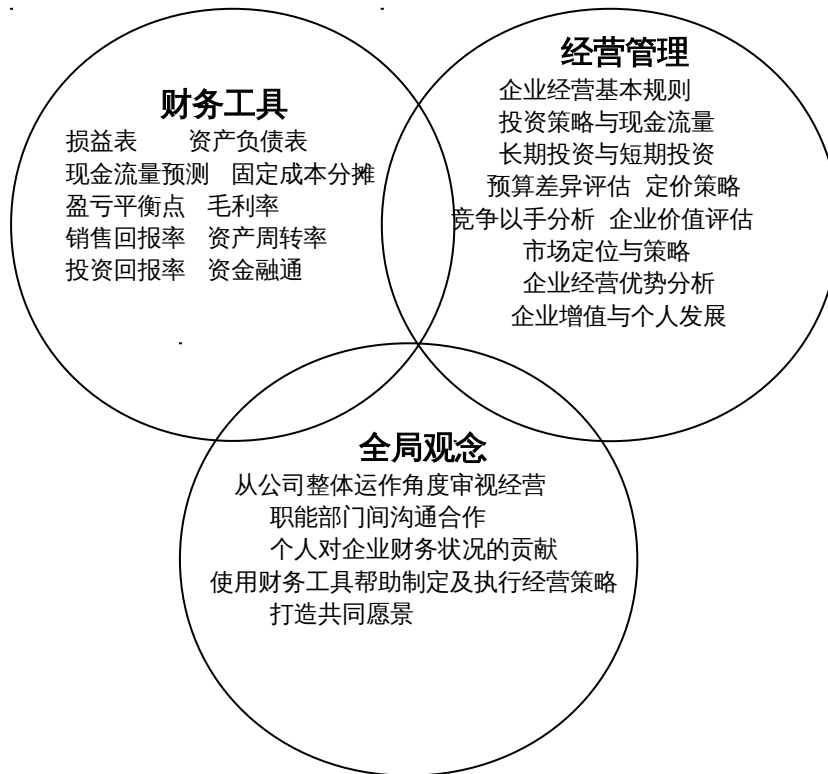 财务工具
损益表 资产负债表
现金流量预测 固定成本分摊
盈亏平衡点 毛利率
销售回报率 资产周转率
投资回报率 资金融通
经营管理
企业经营基本规则
投资策略与现金流量
长期投资与短期投资
预算差异评估 定价策略
竞争以手分析 企业价值评估
市场定位与策略
企业经营优势分析
企业增值与个人发展
全局观念
从公司整体运作角度审视经营
职能部门间沟通合作
个人对企业财务状况的贡献
使用财务工具帮助制定及执行经营策略
打造共同愿景